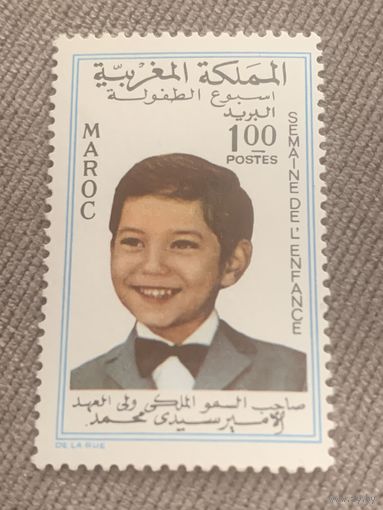 المملكة المغربية
اسبوع الطفولة
البريد
1.00
POSTES
MAROC
SEMAINE DE L'ENFANCE
صاحب السمو الملكي ولي العهد
الامير سيدي محمد
DE LA RUE